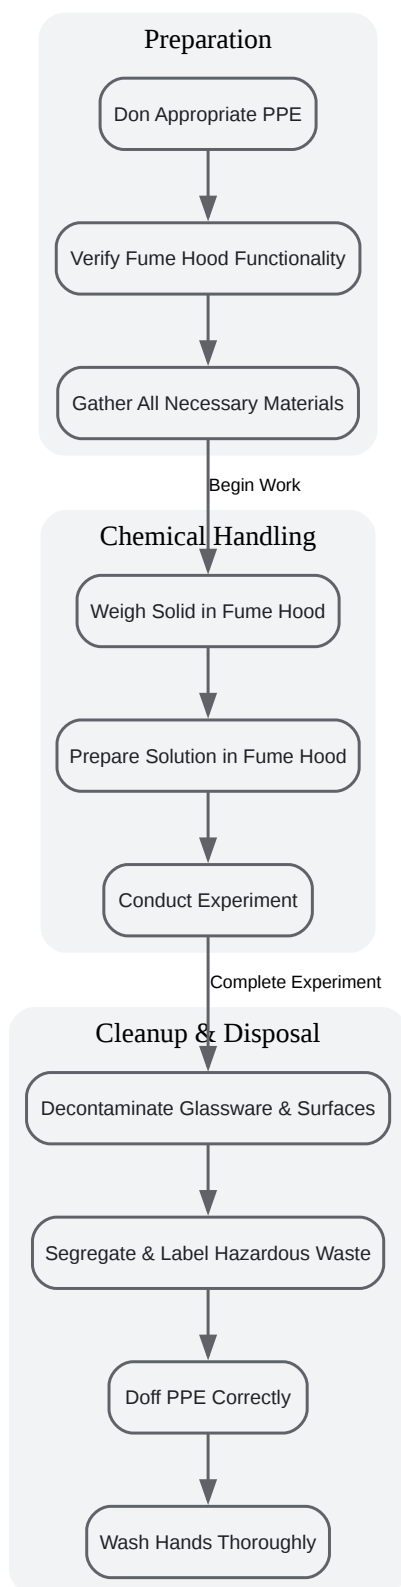 Preparation
Don Appropriate PPE
Verify Fume Hood Functionality
Gather All Necessary Materials
Begin Work
Chemical Handling
Weigh Solid in Fume Hood
Prepare Solution in Fume Hood
Conduct Experiment
Complete Experiment
Cleanup & Disposal
Decontaminate Glassware & Surfaces
Segregate & Label Hazardous Waste
Doff PPE Correctly
Wash Hands Thoroughly